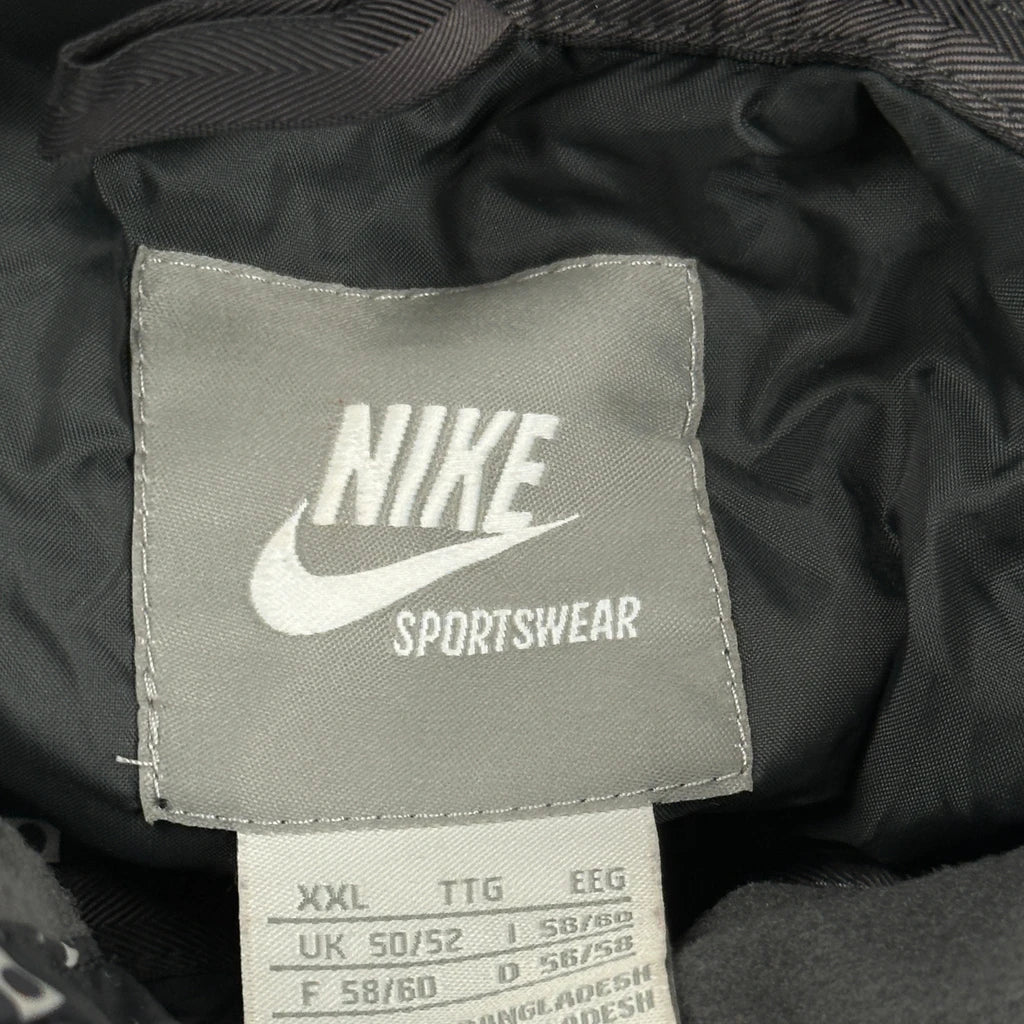 NIKE
SPORTSWEAR
XXL TTG EEG
UK 50/52 I 58/60
F 58/60 D 56/58